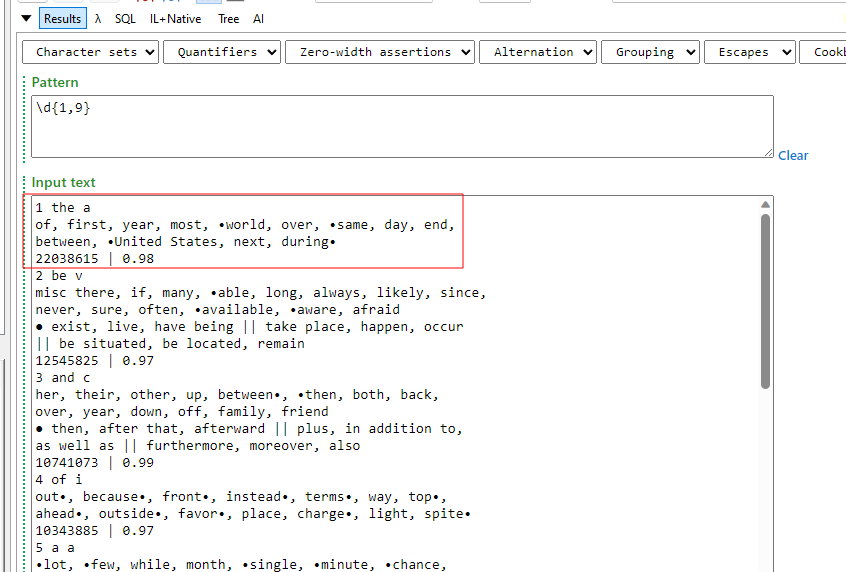 Results λ SQL IL+Native Tree AI
Character sets Quantifiers Zero-width assertions Alternation Grouping Escapes
Pattern
\d{1,9}
Clear
Input text
1 the a
of, first, year, most, •world, over, •same, day, end,
between, •United States, next, during•
22038615 | 0.98
2 be v
misc there, if, many, •able, long, always, likely, since,
never, sure, often, •available, •aware, afraid
● exist, live, have being || take place, happen, occur
|| be situated, be located, remain
12545825 | 0.97
3 and c
her, their, other, up, between•, •then, both, back,
over, year, down, off, family, friend
● then, after that, afterward || plus, in addition to,
as well as || furthermore, moreover, also
10741073 | 0.99
4 of i
out•, because•, front•, instead•, terms•, way, top•,
ahead•, outside•, favor•, place, charge•, light, spite•
10343885 | 0.97
5 a a
•lot, •few, while, month, •single, •minute, •chance,